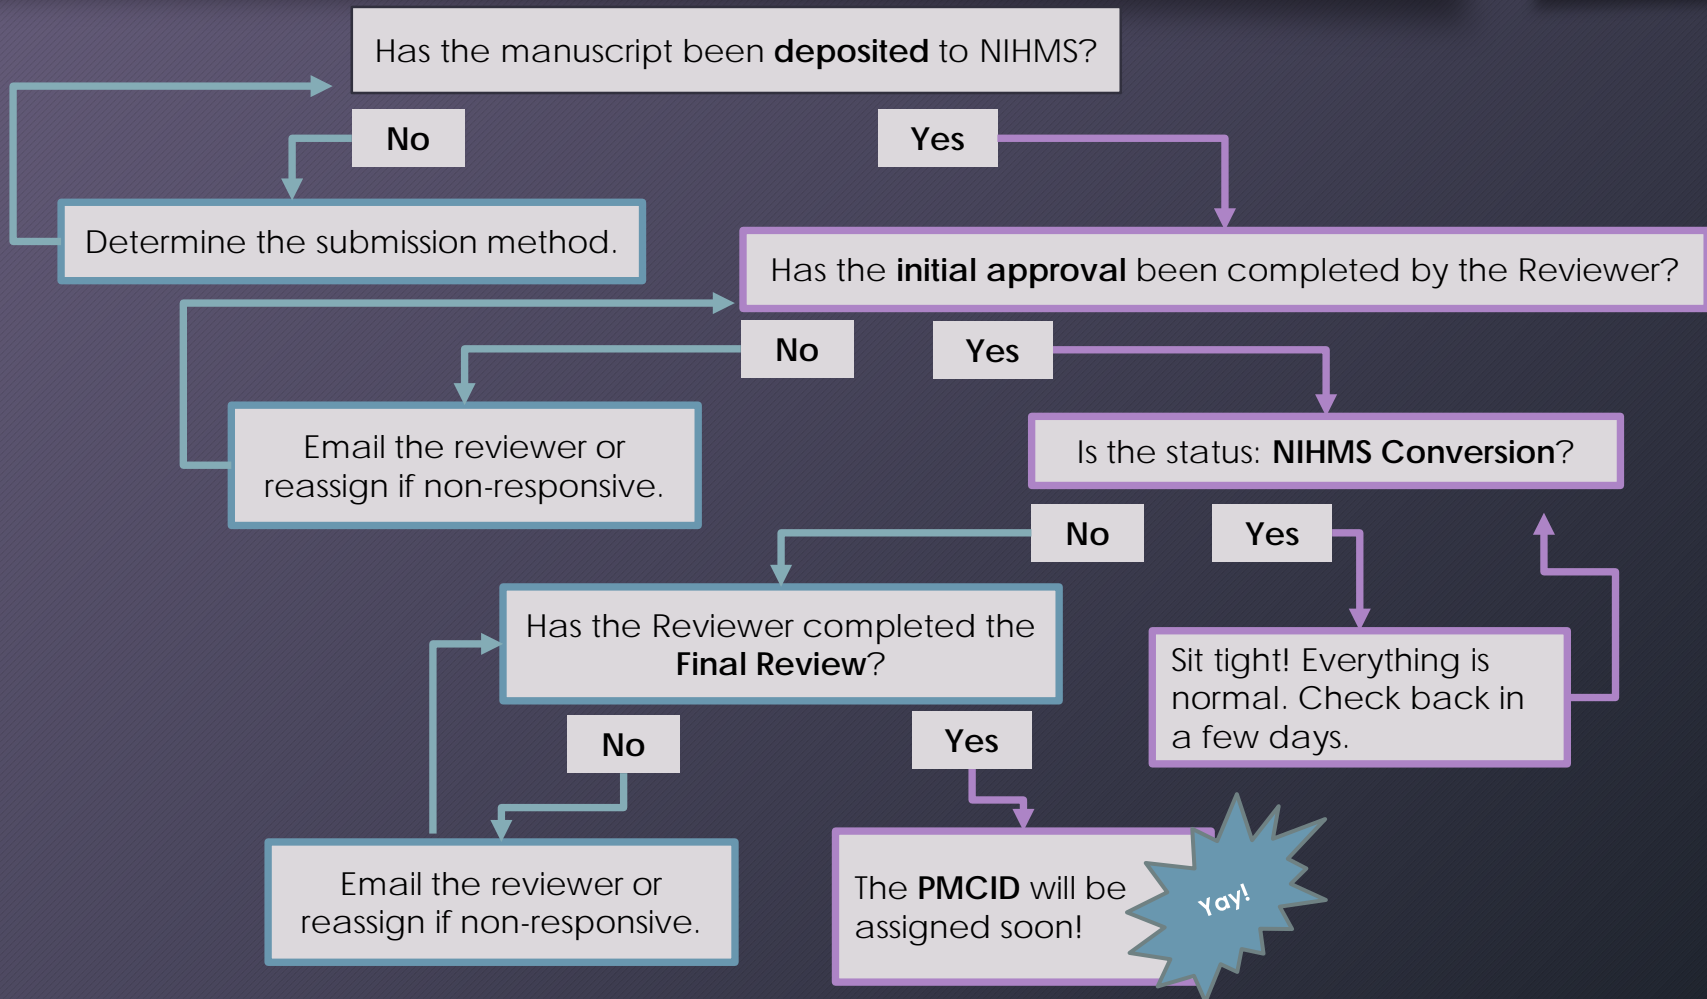 Has the manuscript been deposited to NIHMS?
No
Yes
Determine the submission method.
Has the initial approval been completed by the Reviewer?
No
Yes
Email the reviewer or
reassign if non-responsive.
Is the status: NIHMS Conversion?
No
Yes
Has the Reviewer completed the
Final Review?
Sit tight! Everything is
normal. Check back in
a few days.
No
Yes
Email the reviewer or
reassign if non-responsive.
The PMCID will be
assigned soon!
Yay!